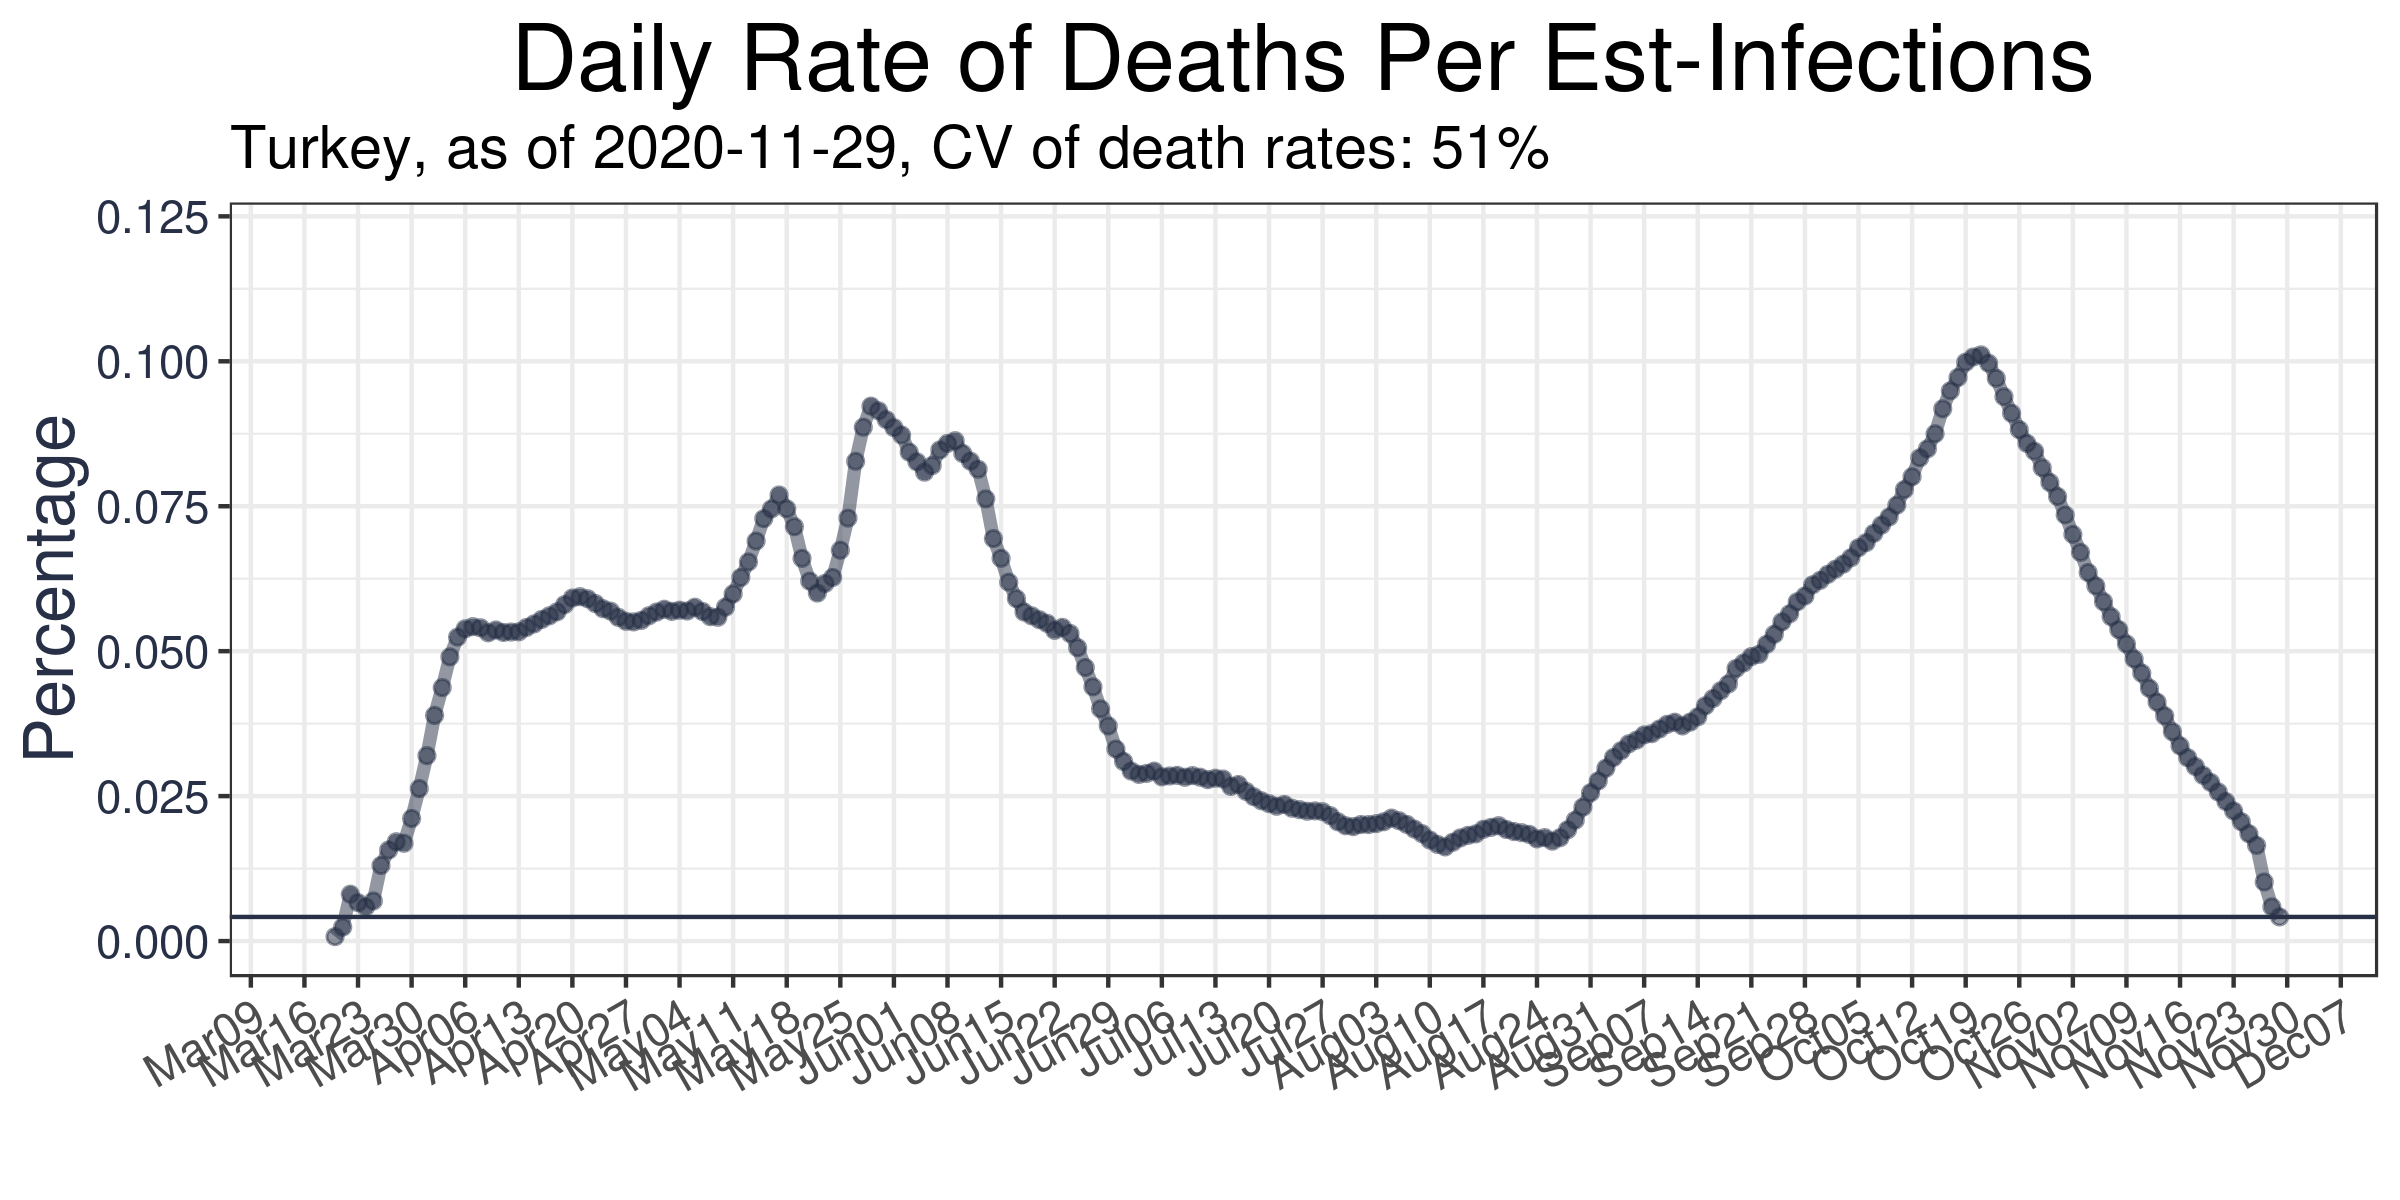 Daily Rate of Deaths Per Est-Infections
Turkey, as of 2020-11-29, CV of death rates: 51%
Percentage
0.125
0.100
0.075
0.050
0.025
0.000
Mar09
Mar16
Mar23
Mar30
Apr06
Apr13
Apr20
Apr27
May04
May11
May18
May25
Jun01
Jun08
Jun15
Jun22
Jun29
Jul06
Jul13
Jul20
Jul27
Aug03
Aug10
Aug17
Aug24
Aug31
Sep07
Sep14
Sep21
Sep28
Oct05
Oct12
Oct19
Oct26
Nov02
Nov09
Nov16
Nov23
Nov30
Dec07